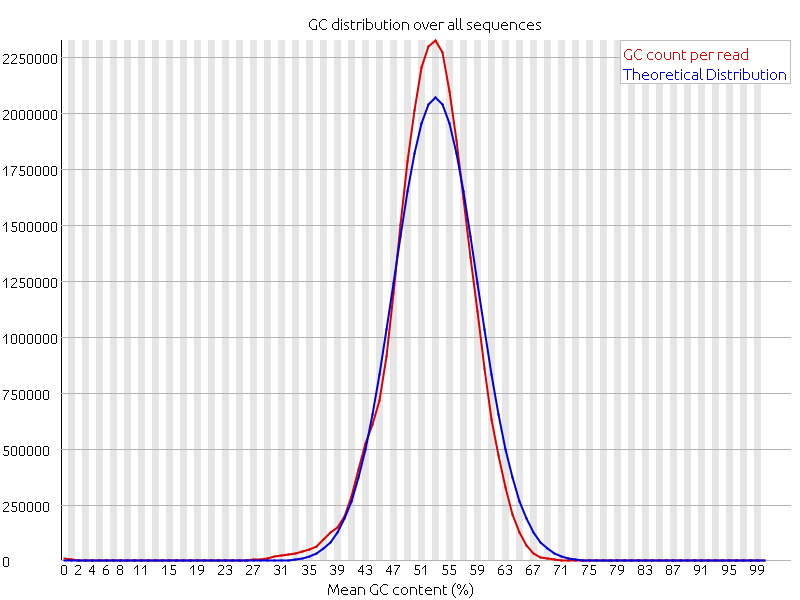 GC distribution over all sequences
GC count per read
Theoretical Distribution
2250000
2000000
1750000
1500000
1250000
1000000
750000
500000
250000
0
0 2 4 6 8 11 15 19 23 27 31 35 39 43 47 51 55 59 63 67 71 75 79 83 87 91 95 99
Mean GC content (%)